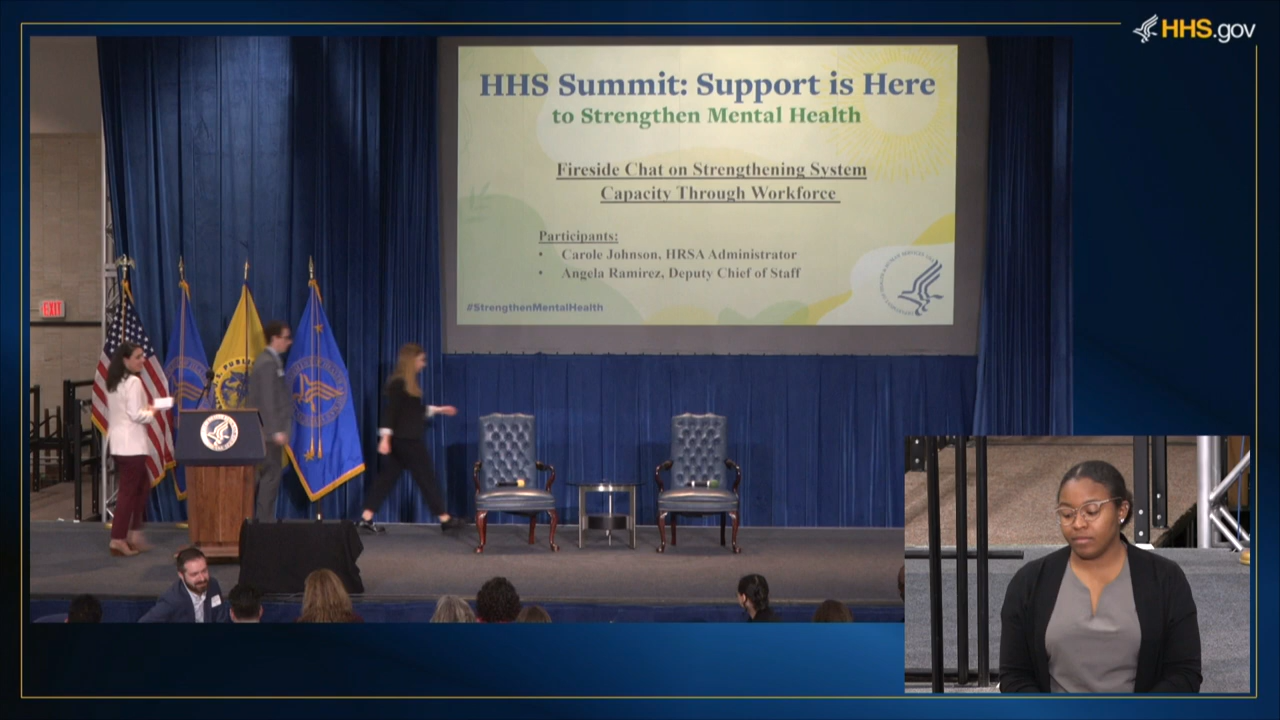 HHS.gov
HHS Summit: Support is Here
to Strengthen Mental Health
Fireside Chat on Strengthening System
Capacity Through Workforce
Participants:
• Carole Johnson, HRSA Administrator
• Angela Ramirez, Deputy Chief of Staff
#StrengthenMentalHealth
EXIT